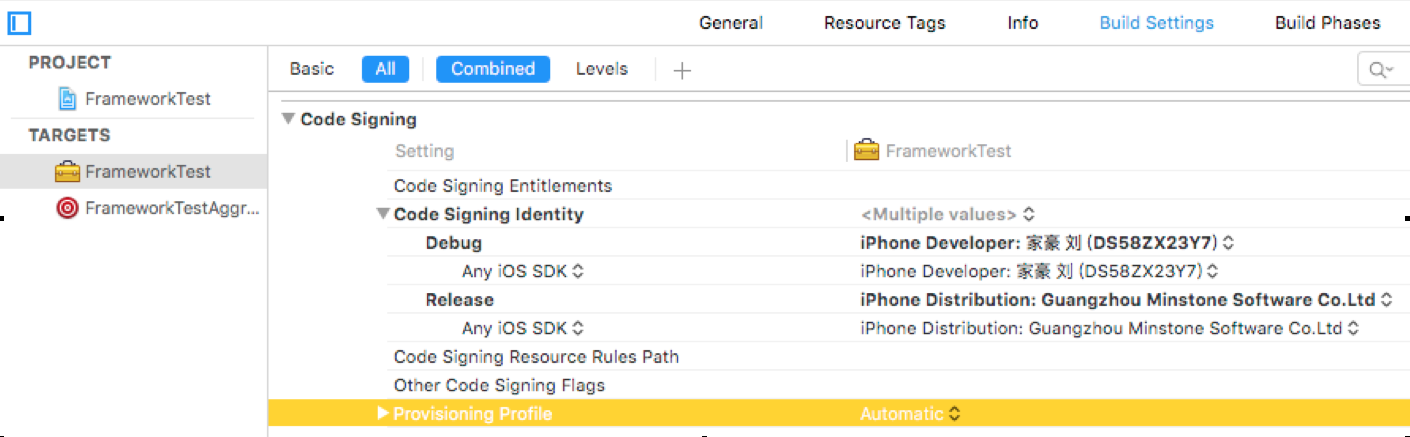 General Resource Tags Info Build Settings Build Phases
PROJECT
FrameworkTest
TARGETS
FrameworkTest
FrameworkTestAggr...
Basic All Combined Levels
Code Signing
Setting FrameworkTest
Code Signing Entitlements
Code Signing Identity <Multiple values>
Debug iPhone Developer: 家豪 刘 (DS58ZX23Y7)
Any iOS SDK iPhone Developer: 家豪 刘 (DS58ZX23Y7)
Release iPhone Distribution: Guangzhou Minstone Software Co.Ltd
Any iOS SDK iPhone Distribution: Guangzhou Minstone Software Co.Ltd
Code Signing Resource Rules Path
Other Code Signing Flags
Provisioning Profile Automatic